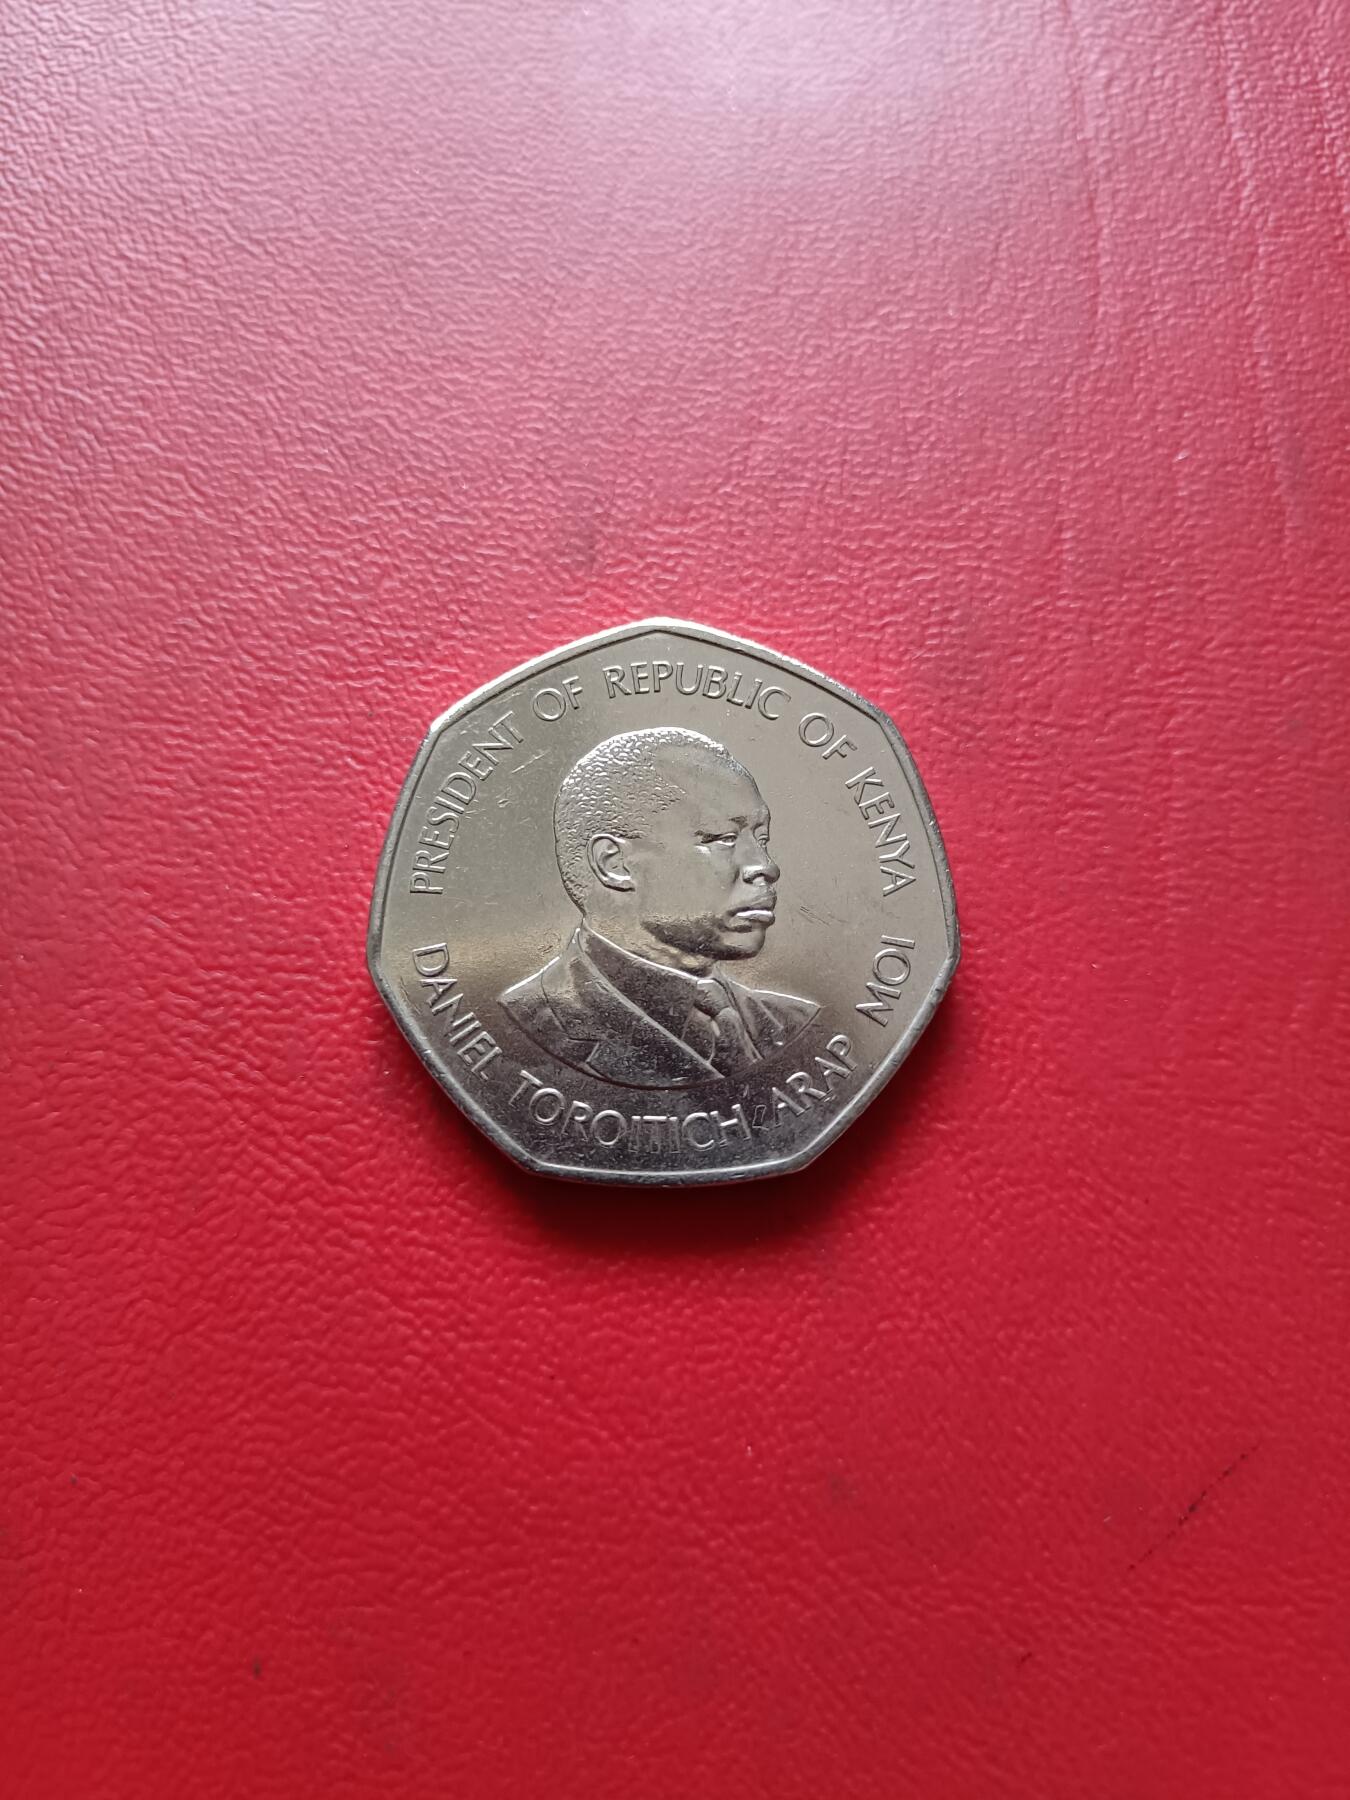 PRESIDENT OF REPUBLIC OF KENYA
DANIEL TOROITICH ARAP MOI